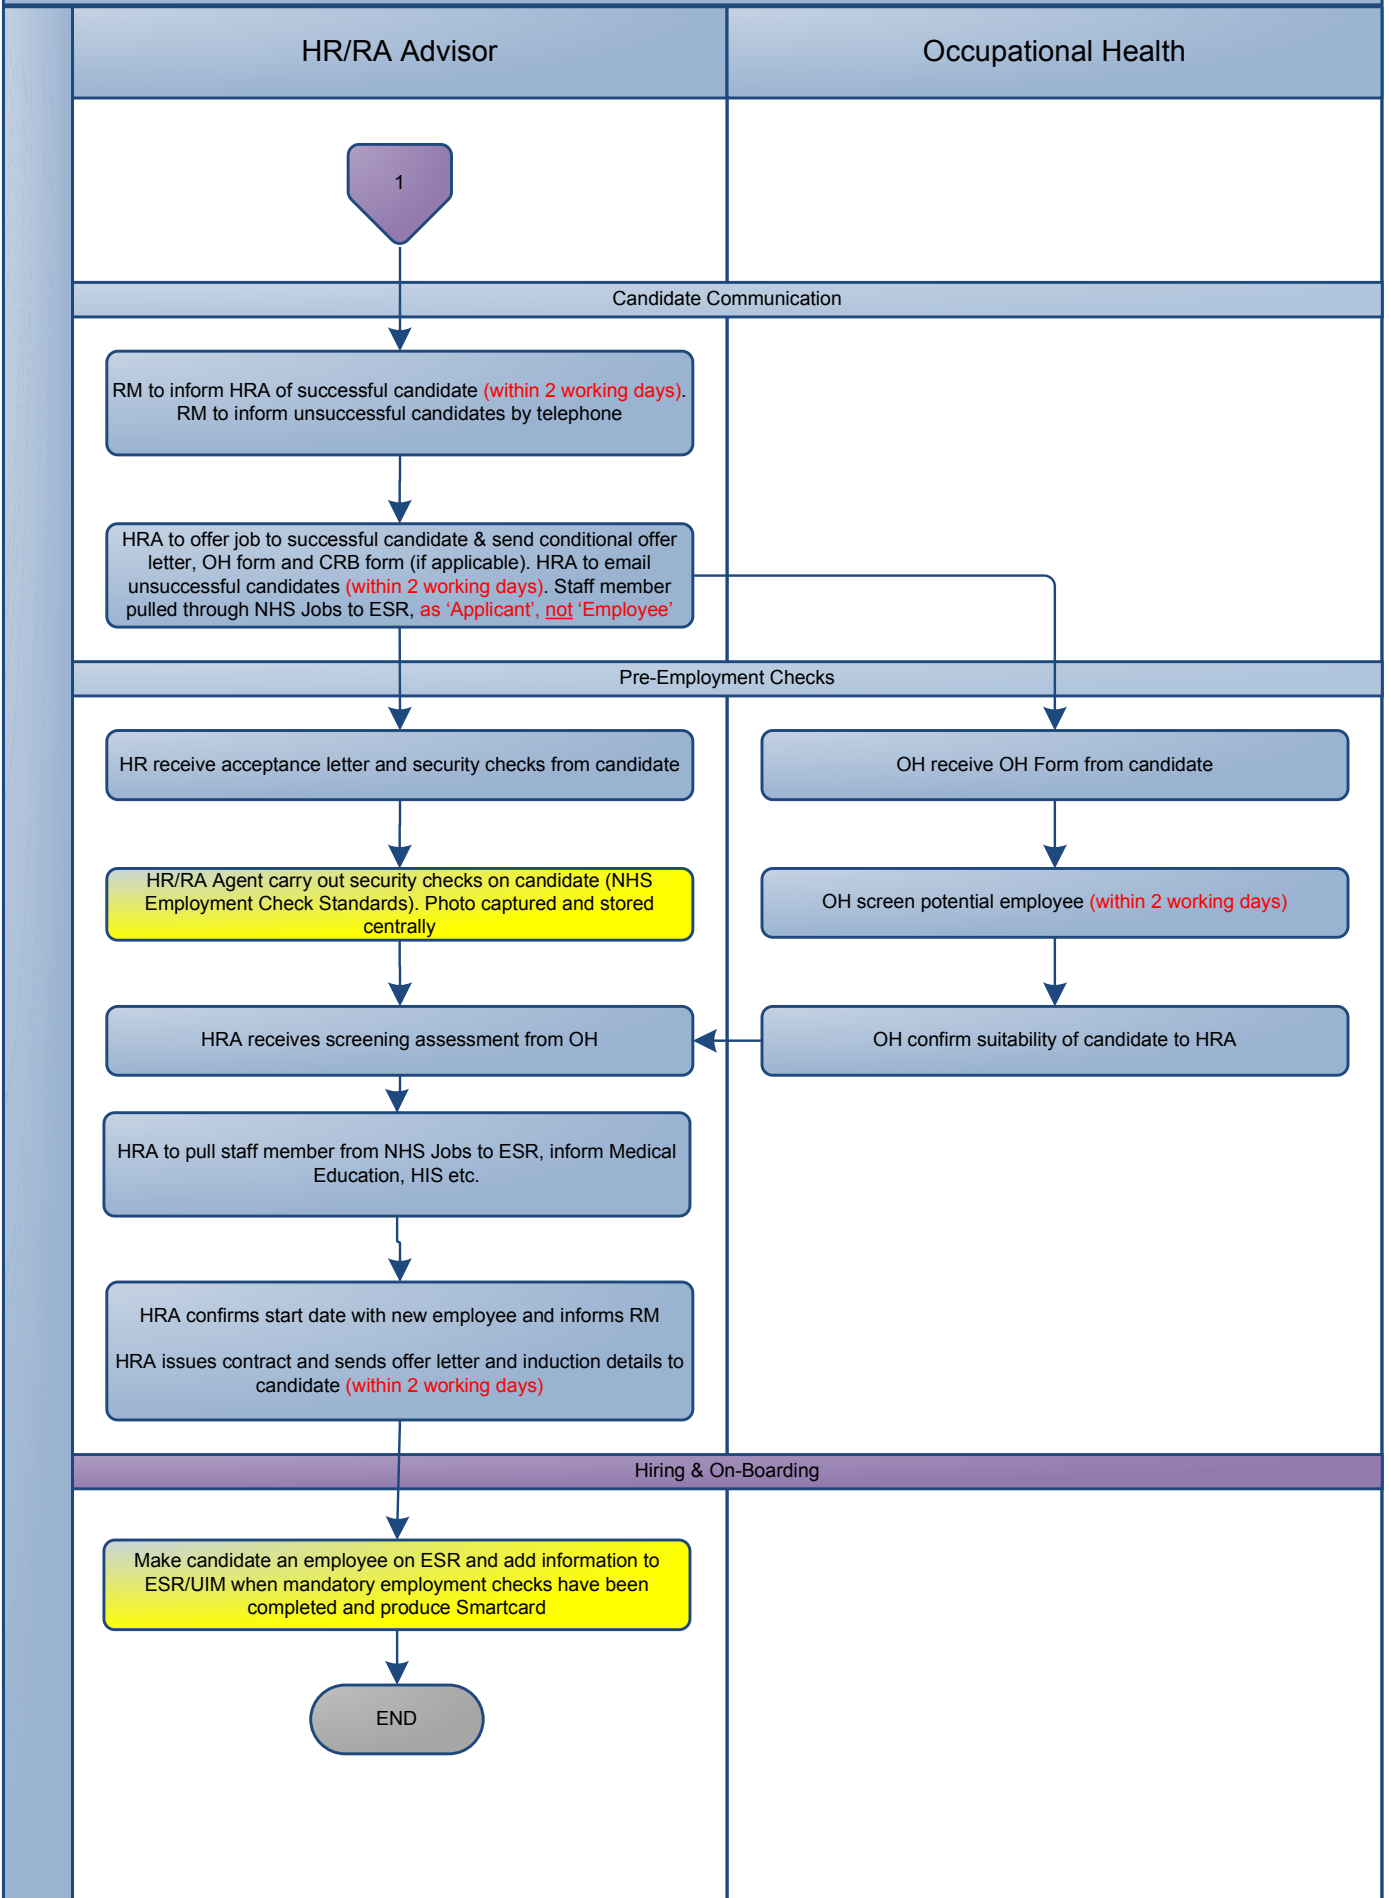 HR/RA Advisor
Occupational Health
1
Candidate Communication
RM to inform HRA of successful candidate (within 2 working days).
RM to inform unsuccessful candidates by telephone
HRA to offer job to successful candidate & send conditional offer
letter, OH form and CRB form (if applicable). HRA to email
unsuccessful candidates (within 2 working days). Staff member
pulled through NHS Jobs to ESR, as ‘Applicant’, not ‘Employee’
Pre-Employment Checks
HR receive acceptance letter and security checks from candidate
OH receive OH Form from candidate
HR/RA Agent carry out security checks on candidate (NHS
Employment Check Standards). Photo captured and stored
centrally
OH screen potential employee (within 2 working days)
HRA receives screening assessment from OH
OH confirm suitability of candidate to HRA
HRA to pull staff member from NHS Jobs to ESR, inform Medical
Education, HIS etc.
HRA confirms start date with new employee and informs RM
HRA issues contract and sends offer letter and induction details to
candidate (within 2 working days)
Hiring & On-Boarding
Make candidate an employee on ESR and add information to
ESR/UIM when mandatory employment checks have been
completed and produce Smartcard
END